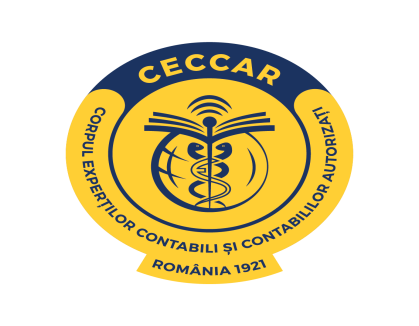 CECCAR
CORPUL EXPERȚILOR CONTABILI ȘI CONTABILILOR AUTORIZAȚI
ROMÂNIA 1921